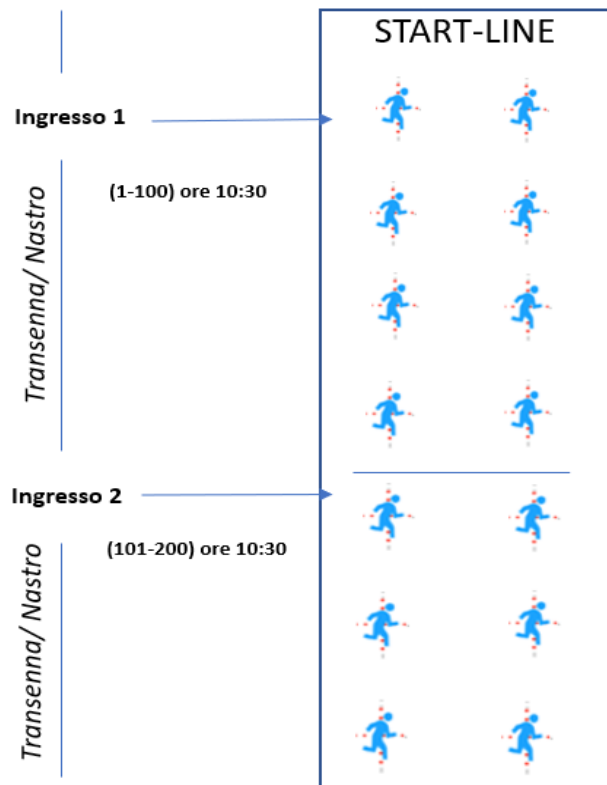 START-LINE
Ingresso 1
(1-100) ore 10:30
Transenna/ Nastro
Ingresso 2
(101-200) ore 10:30
Transenna/ Nastro